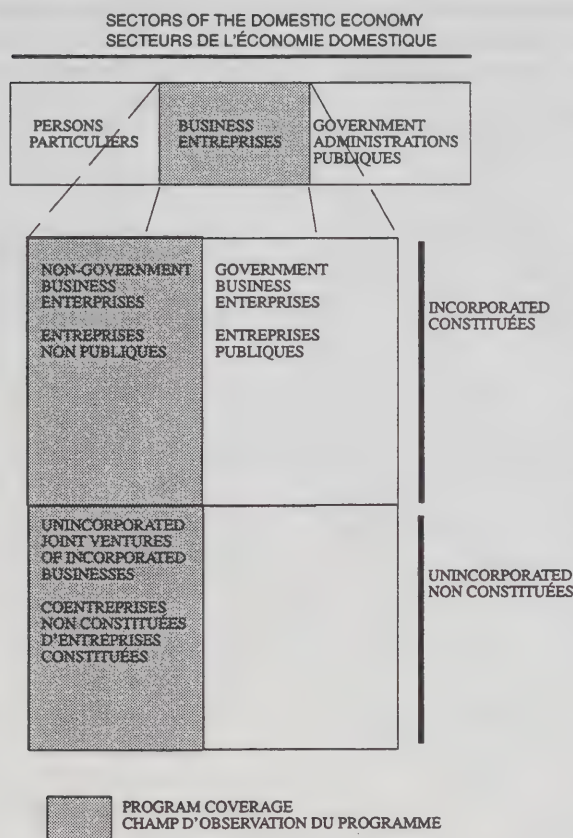 SECTORS OF THE DOMESTIC ECONOMY
SECTEURS DE L'ÉCONOMIE DOMESTIQUE
PERSONS
PARTICULIERS
BUSINESS
ENTREPRISES
GOVERNMENT
ADMINISTRATIONS
PUBLIQUES
NON-GOVERNMENT
BUSINESS
ENTERPRISES
ENTREPRISES
NON PUBLIQUES
GOVERNMENT
BUSINESS
ENTERPRISES
ENTREPRISES
PUBLIQUES
INCORPORATED
CONSTITUÉES
UNINCORPORATED
JOINT VENTURES
OF INCORPORATED
BUSINESSES
COENTREPRISES
NON CONSTITUÉES
D'ENTREPRISES
CONSTITUÉES
UNINCORPORATED
NON CONSTITUÉES
PROGRAM COVERAGE
CHAMP D'OBSERVATION DU PROGRAMME